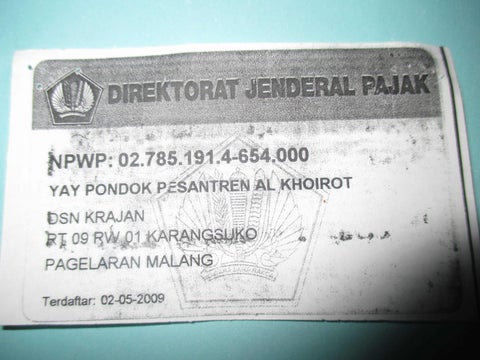 DIREKTORAT JENDERAL PAJAK
NPWP: 02.785.191.4-654.000
YAY PONDOK PESANTREN AL KHOIROT
DSN KRAJAN
RT 09 RW 01 KARANGSUKO
PAGELARAN MALANG
Terdaftar: 02-05-2009